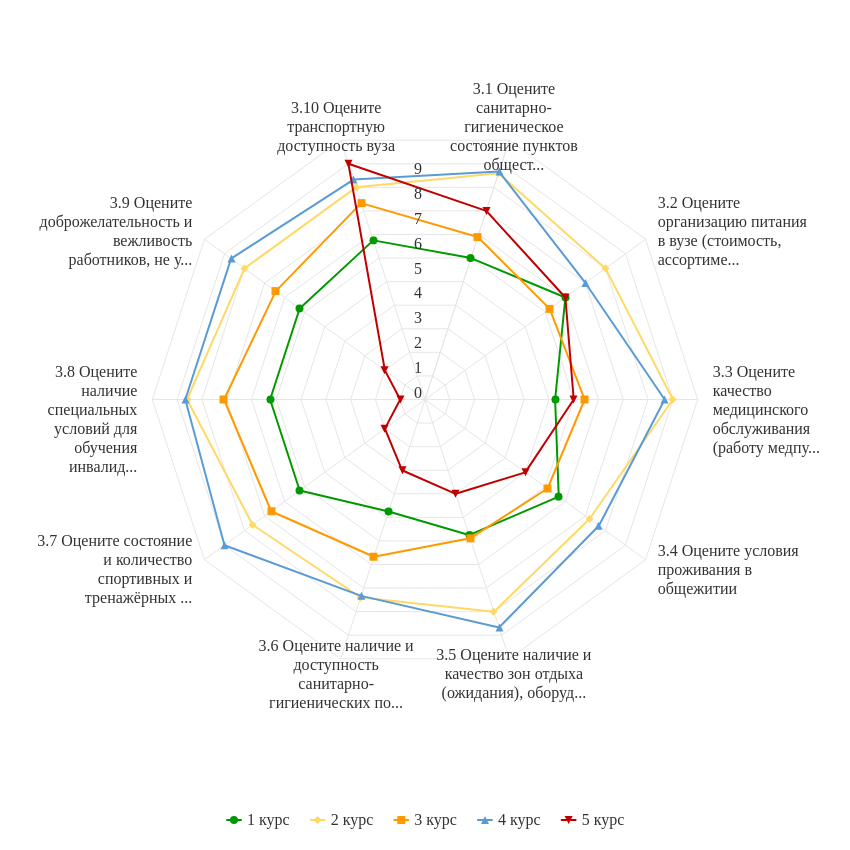 3.1 Оцените
санитарно-
гигиеническое
состояние пунктов
общест...
3.10 Оцените
транспортную
доступность вуза
9
8
7
6
5
4
3
2
1
0
3.9 Оцените
доброжелательность и
вежливость
работников, не у...
3.2 Оцените
организацию питания
в вузе (стоимость,
ассортиме...
3.8 Оцените
наличие
специальных
условий для
обучения
инвалид...
3.3 Оцените
качество
медицинского
обслуживания
(работу медпу...
3.7 Оцените состояние
и количество
спортивных и
тренажёрных ...
3.4 Оцените условия
проживания в
общежитии
3.6 Оцените наличие и
доступность
санитарно-
гигиенических по...
3.5 Оцените наличие и
качество зон отдыха
(ожидания), оборуд...
1 курс 2 курс 3 курс 4 курс 5 курс